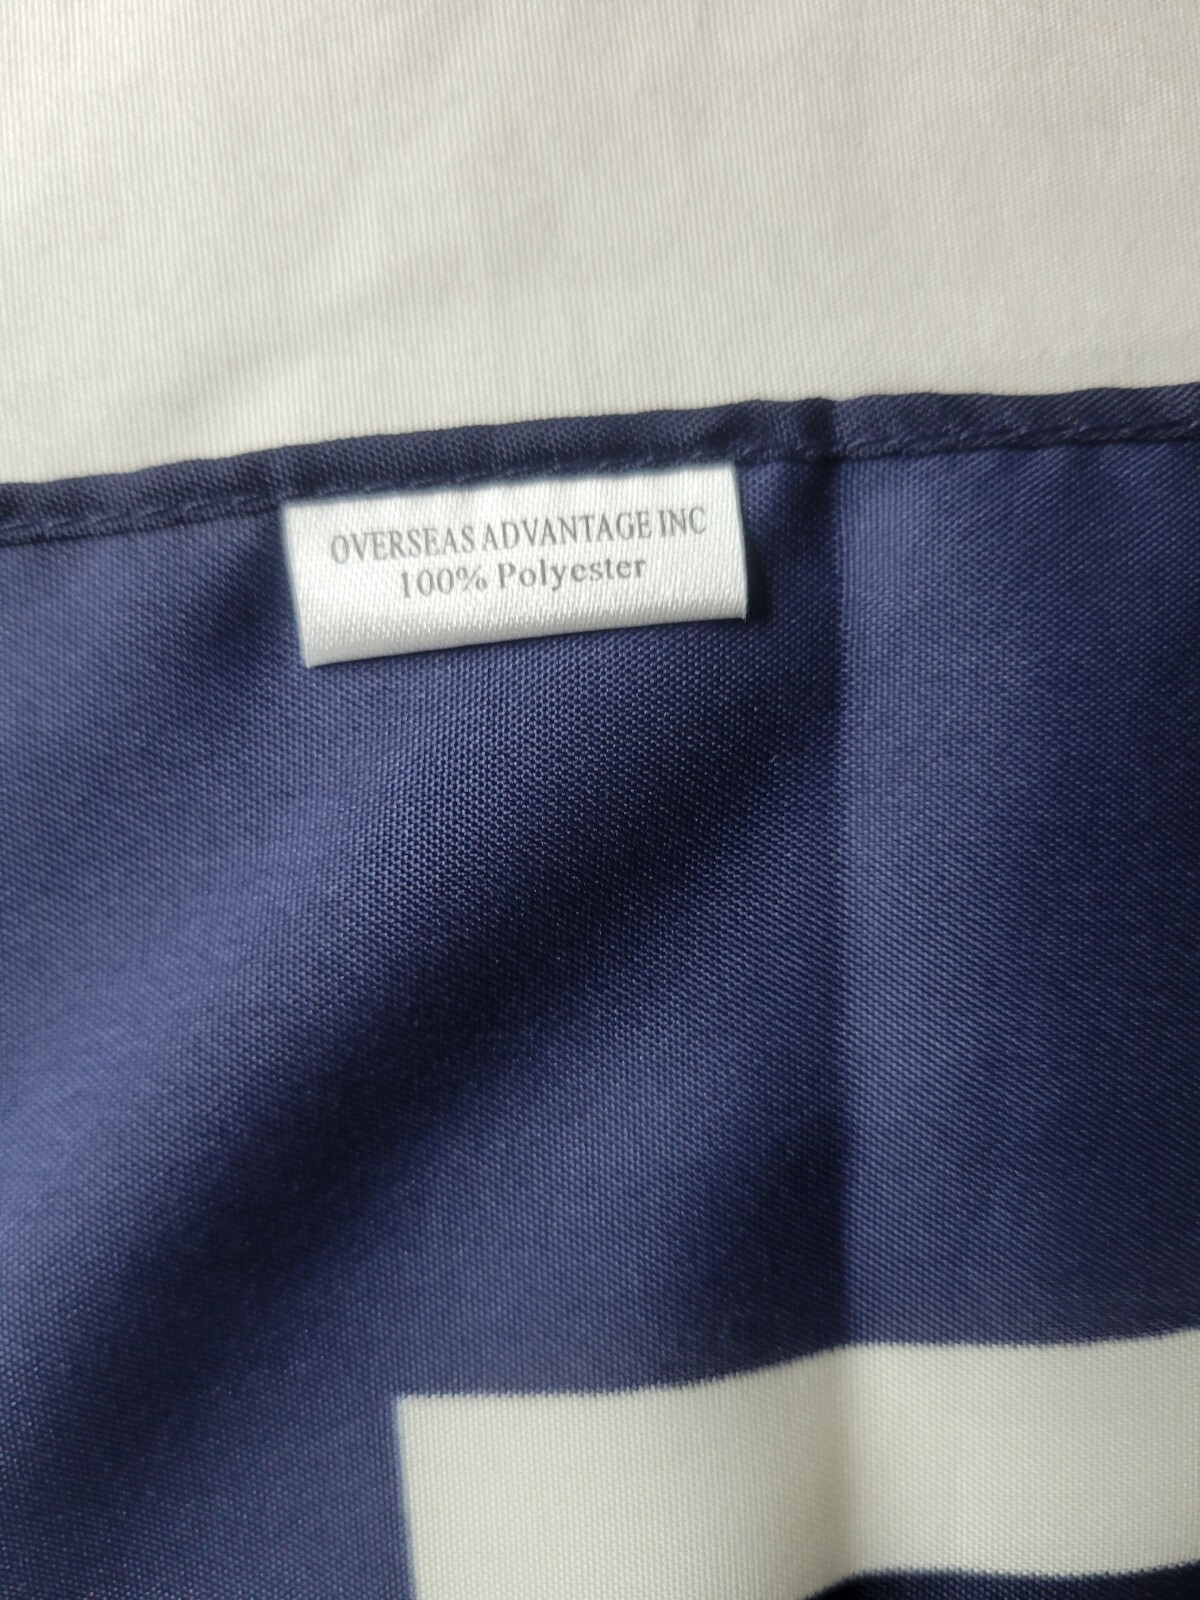 OVERSEAS ADVANTAGE INC
100% Polyester